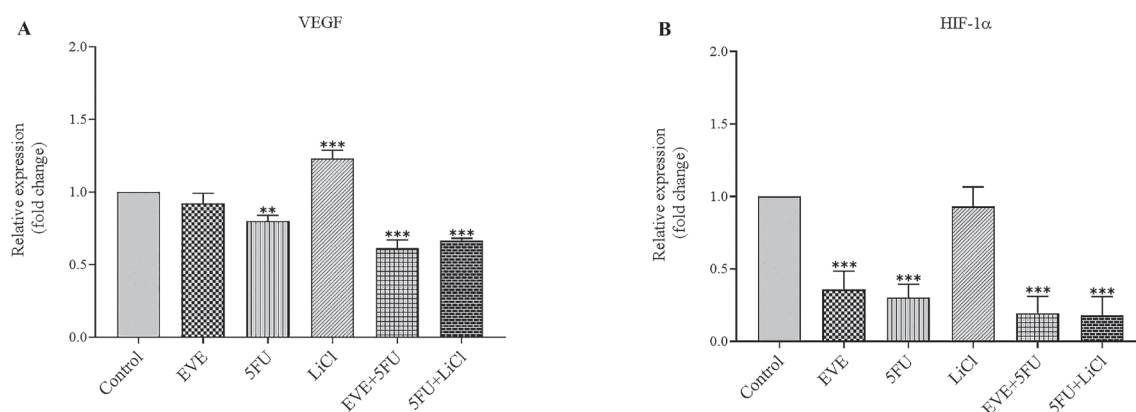 A
VEGF
Relative expression
(fold change)
2.0
1.5
1.0
0.5
0.0
**
***
***
***
Control
EVE
5FU
LiCl
EVE+5FU
5FU+LiCl
B
HIF-1α
Relative expression
(fold change)
2.0
1.5
1.0
0.5
0.0
***
***
***
***
Control
EVE
5FU
LiCl
EVE+5FU
5FU+LiCl